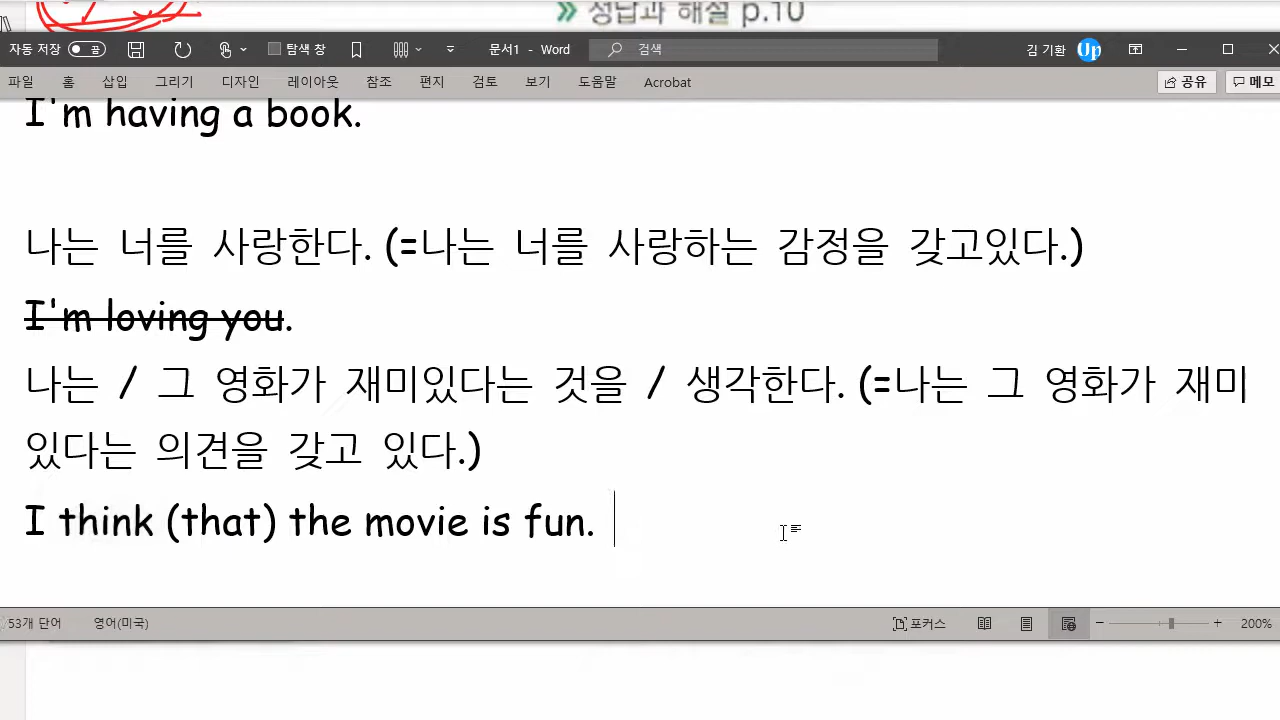 » 정답과 해설 p.10
자동 저장 끔 탐색 창 문서1 - Word 검색 김 기환 Up
파일 홈 삽입 그리기 디자인 레이아웃 참조 편지 검토 보기 도움말 Acrobat 공유 메모
I'm having a book.
나는 너를 사랑한다. (=나는 너를 사랑하는 감정을 갖고있다.)
I'm loving you.
나는 / 그 영화가 재미있다는 것을 / 생각한다. (=나는 그 영화가 재미
있다는 의견을 갖고 있다.)
I think (that) the movie is fun.
53개 단어 영어(미국) 포커스 200%